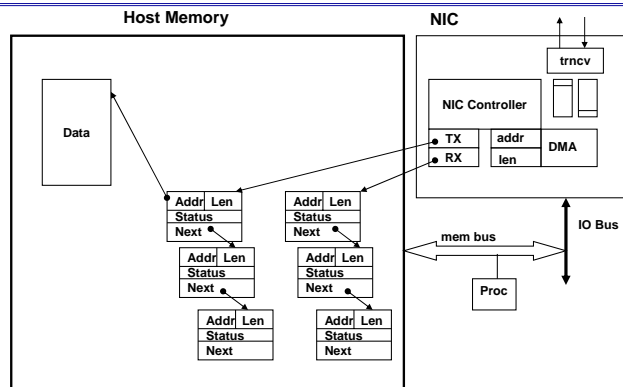 Host Memory
NIC
trncv
NIC Controller
Data
TX
addr
DMA
RX
len
Addr Len
Status
Next
Addr Len
Status
Next
IO Bus
mem bus
Addr Len
Status
Next
Addr Len
Status
Next
Proc
Addr Len
Status
Next
Addr Len
Status
Next